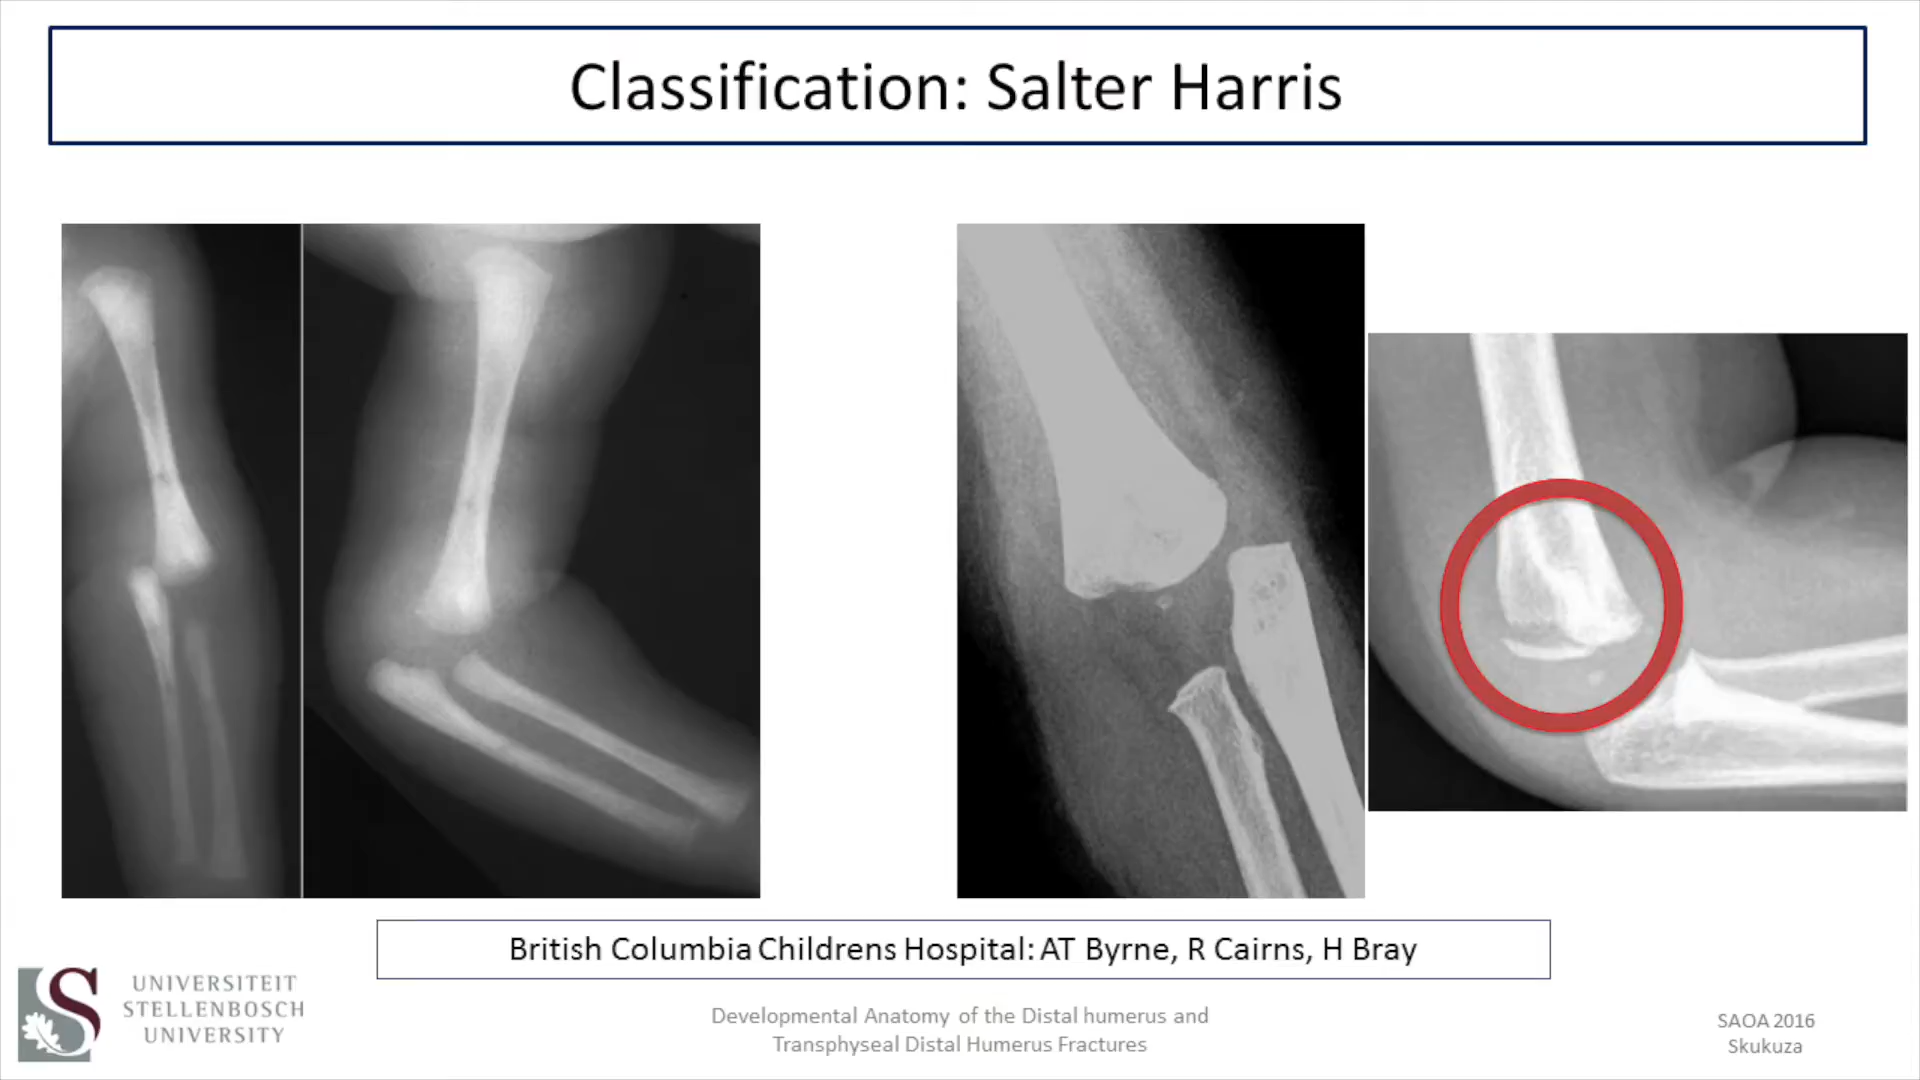 Classification: Salter Harris
British Columbia Childrens Hospital: AT Byrne, R Cairns, H Bray
UNIVERSITEIT
STELLENBOSCH
UNIVERSITY
Developmental Anatomy of the Distal humerus and
Transphyseal Distal Humerus Fractures
SAOA 2016
Skukuza